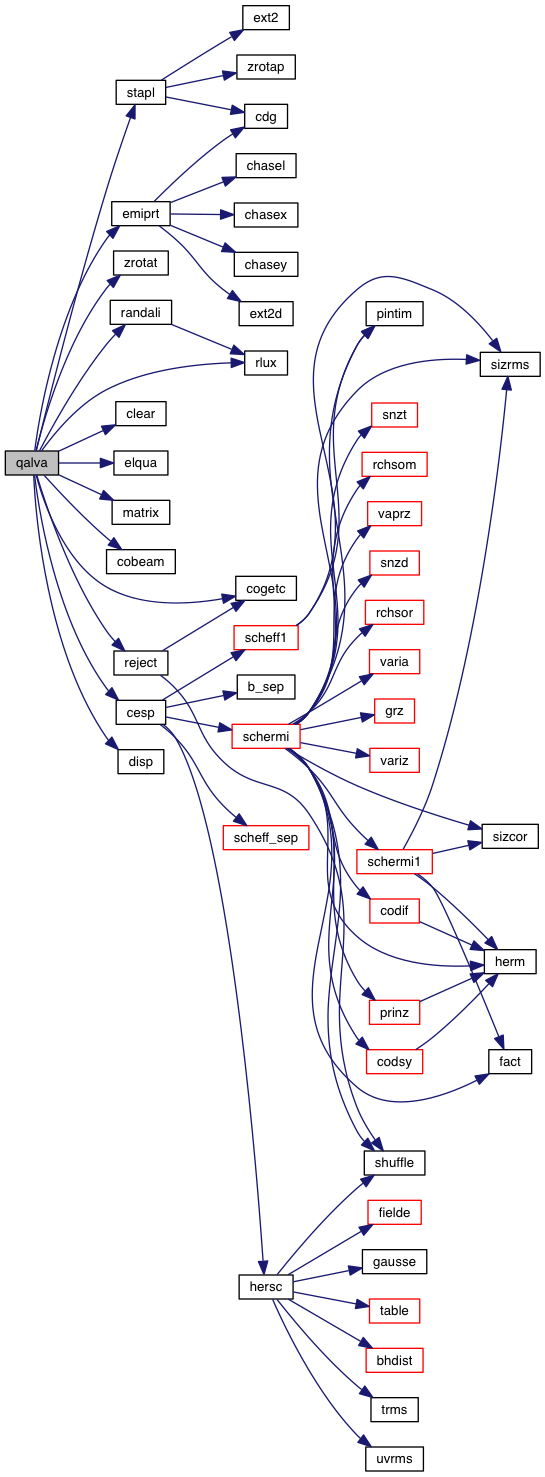 ext2
zrotap
stapl
cdg
chasel
emiprt
chasex
zrotat
chasey
randali
ext2d
pintim
rlux
sizrms
clear
snzt
qalva
elqua
rchsom
matrix
vaprz
cobeam
snzd
cogetc
rchsor
scheff1
reject
varia
b_sep
cesp
grz
schermi
disp
variz
scheff_sep
sizcor
schermi1
codif
herm
prinz
codsy
fact
shuffle
fielde
gausse
hersc
table
bhdist
trms
uvrms